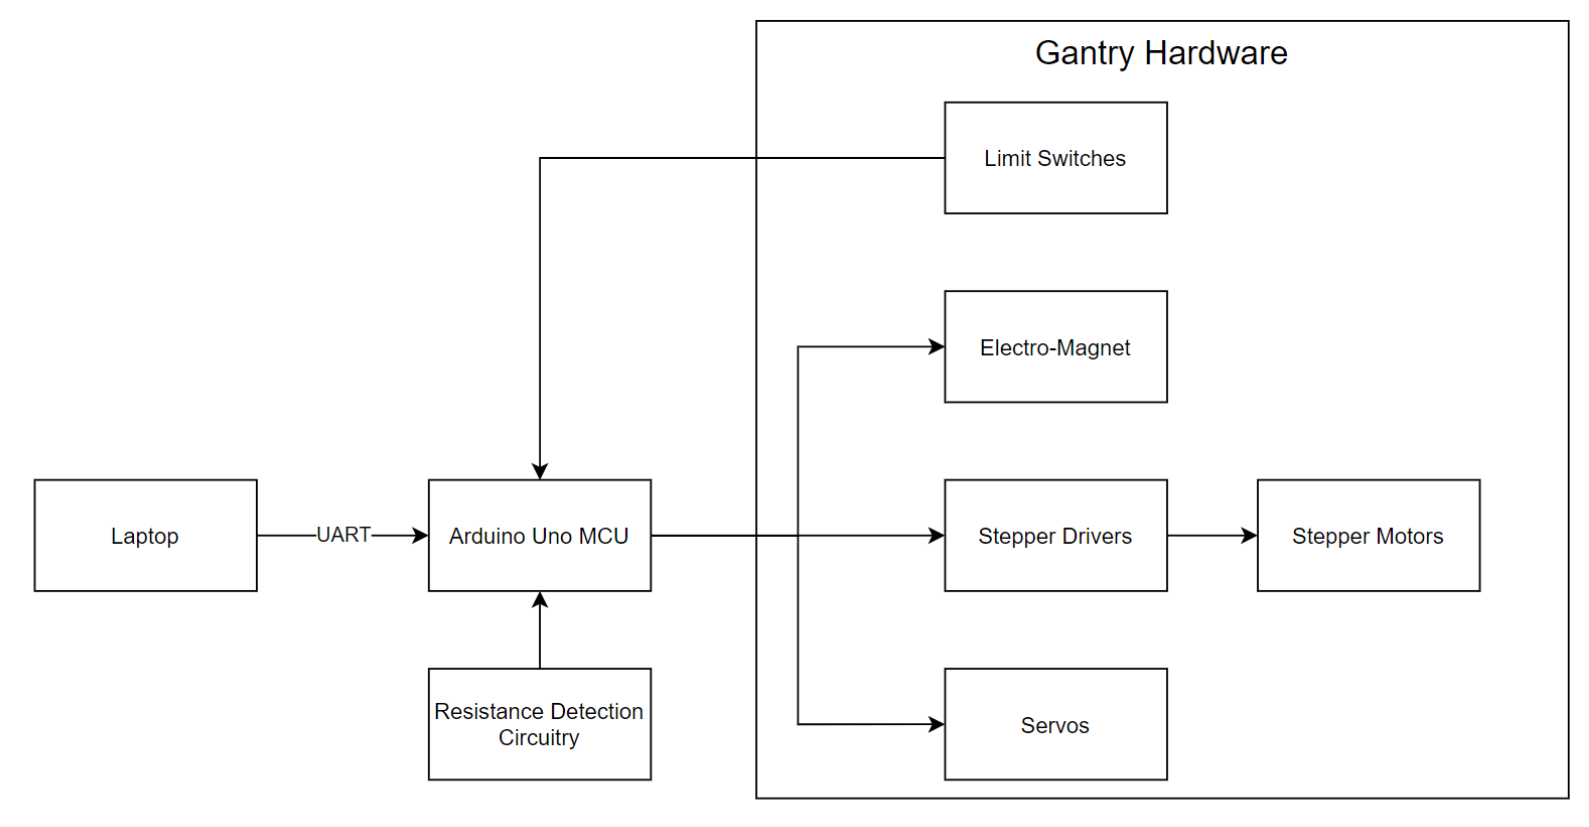 Gantry Hardware
Limit Switches
Electro-Magnet
Laptop
UART
Arduino Uno MCU
Stepper Drivers
Stepper Motors
Resistance Detection
Circuitry
Servos